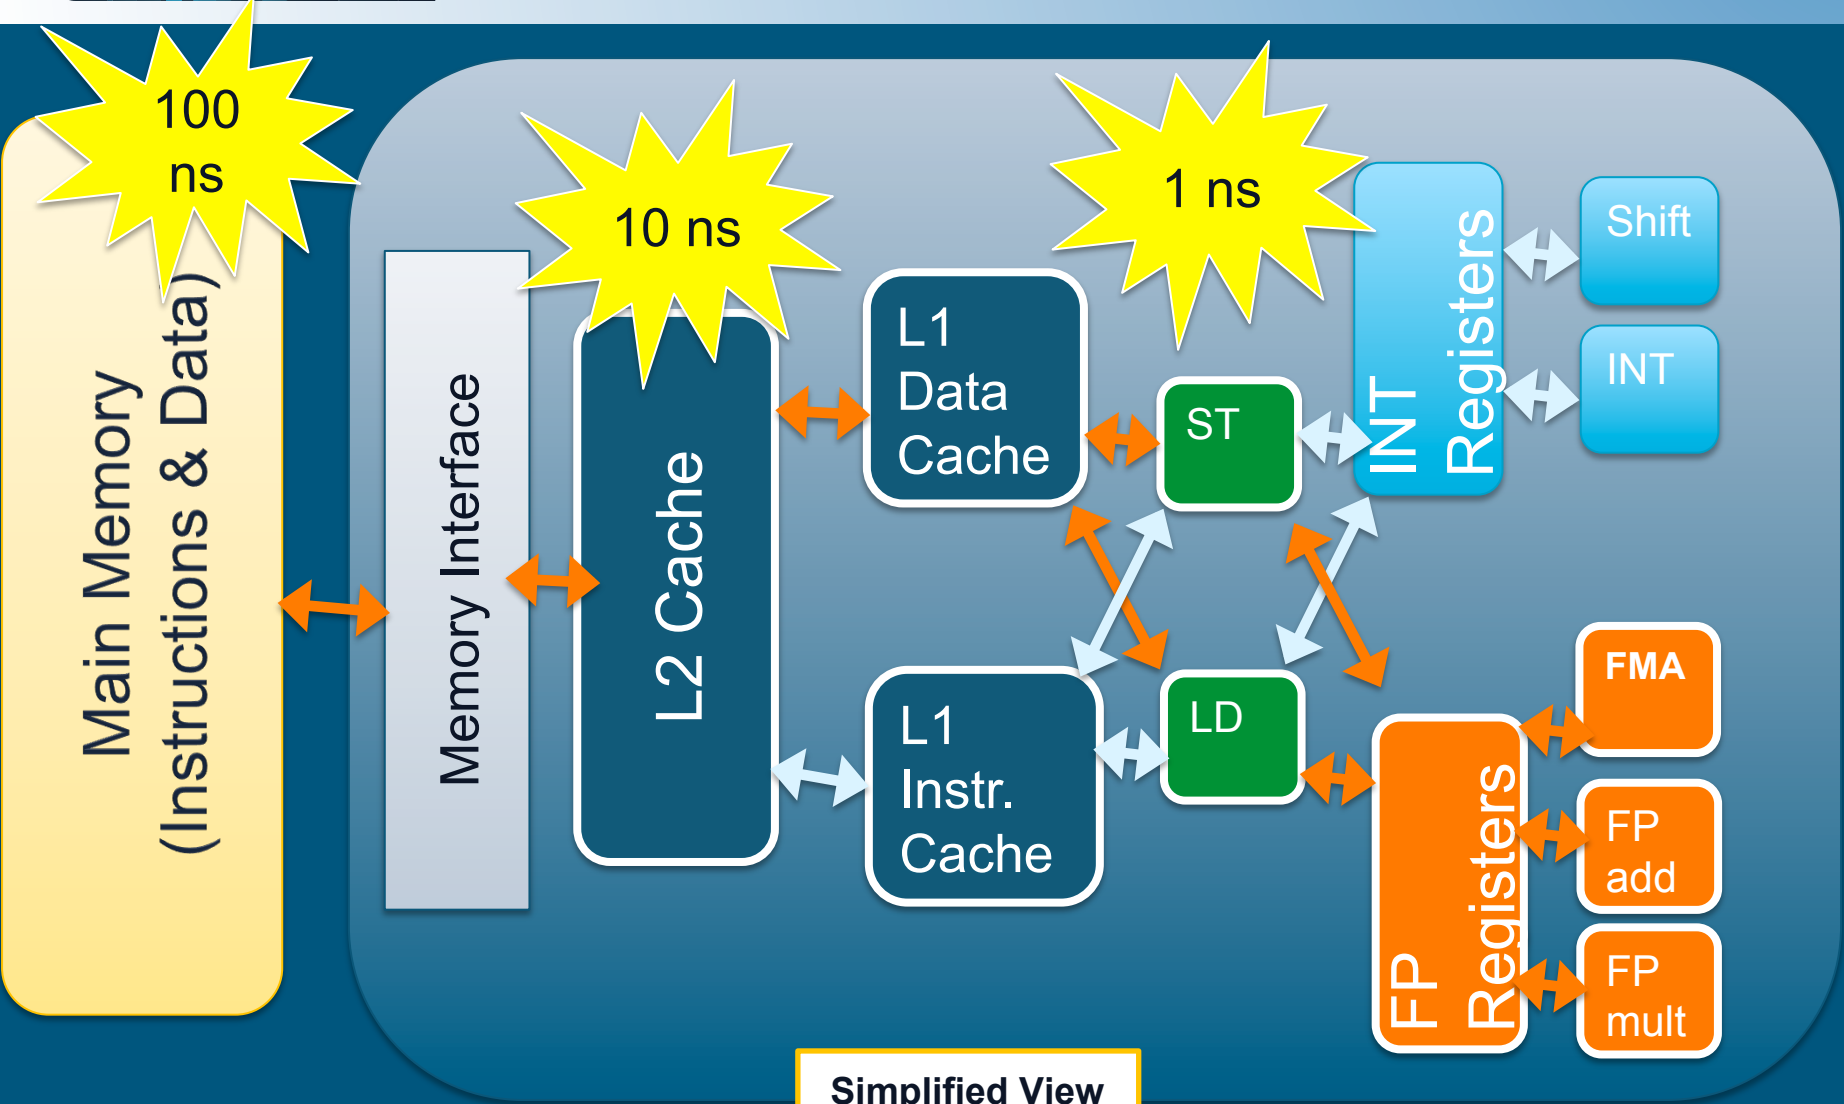 100
ns
10 ns
1 ns
Main Memory
(Instructions & Data)
Memory Interface
L2 Cache
L1
Data
Cache
L1
Instr.
Cache
ST
LD
INT
Registers
Shift
INT
FP
Registers
FMA
FP
add
FP
mult
Simplified View